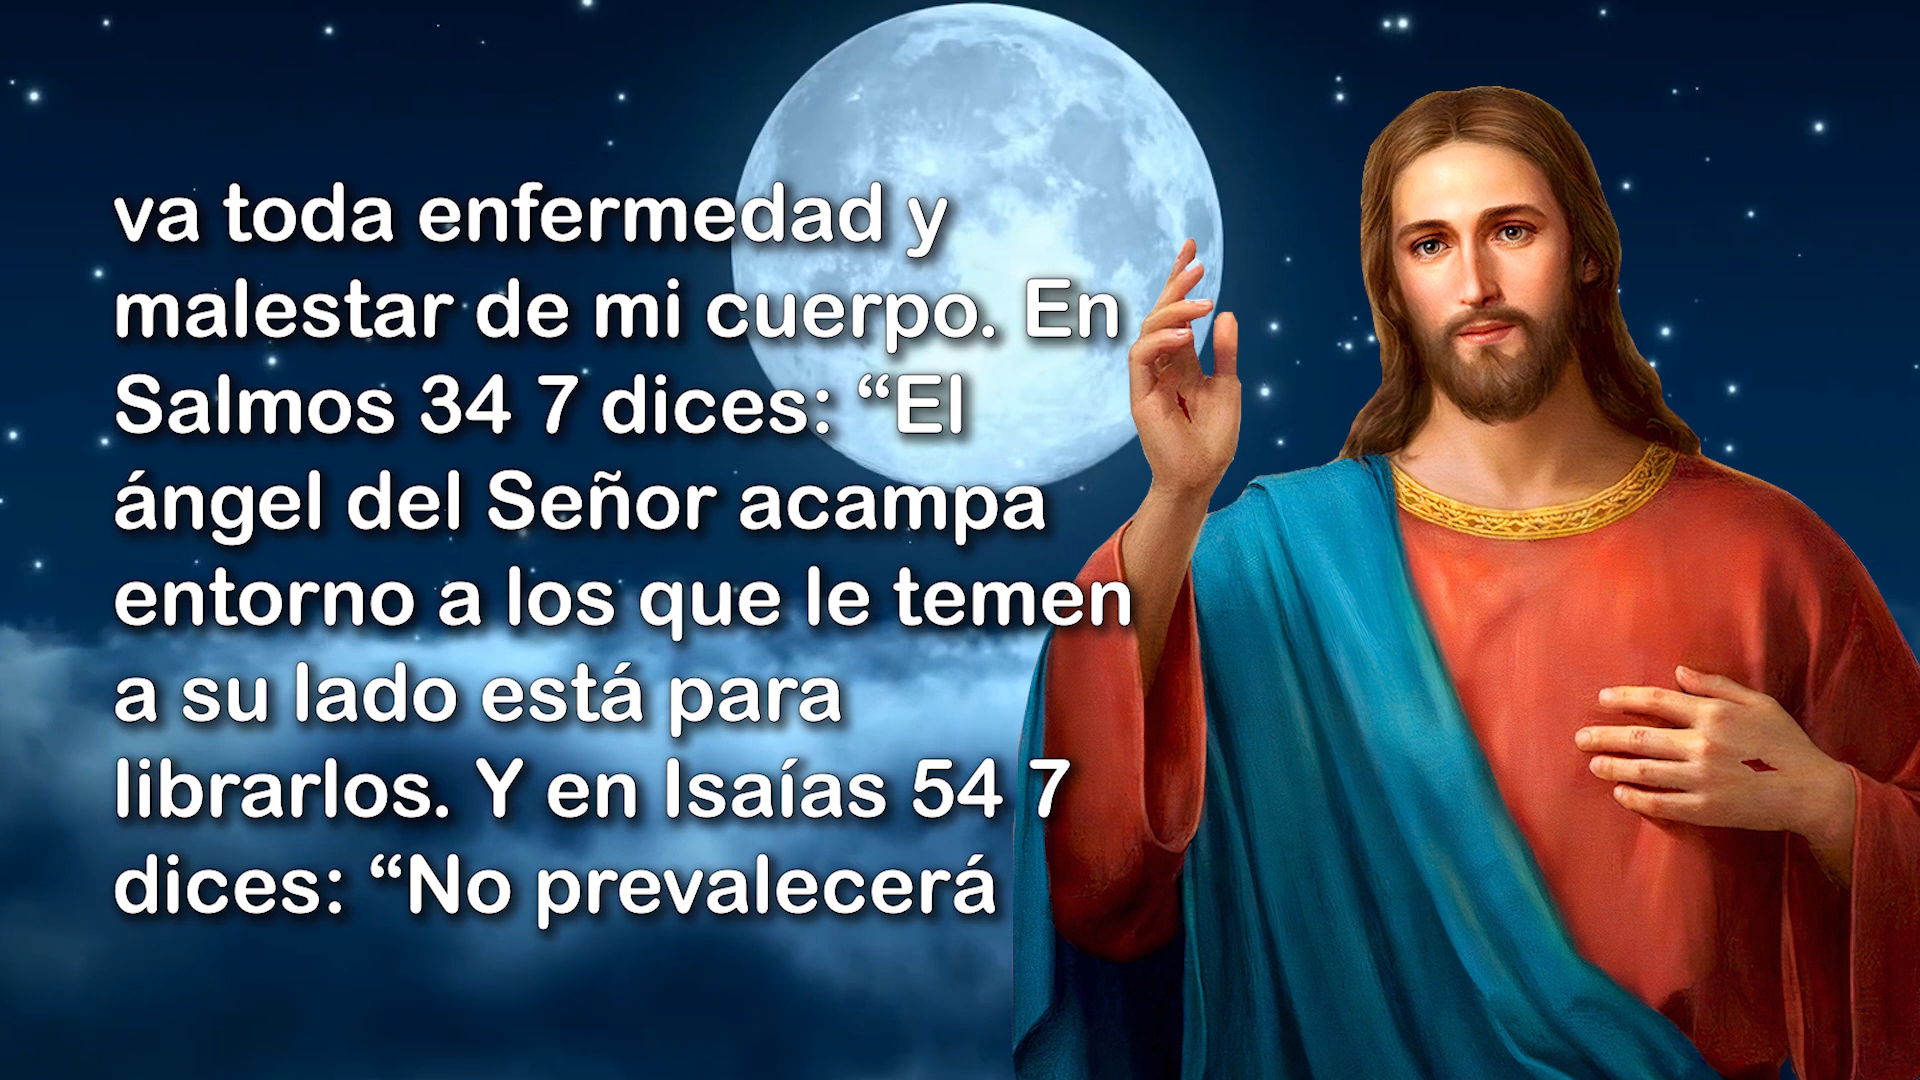 va toda enfermedad y
malestar de mi cuerpo. En
Salmos 34 7 dices: “El
ángel del Señor acampa
entorno a los que le temen
a su lado está para
librarlos. Y en Isaías 54 7
dices: “No prevalecerá